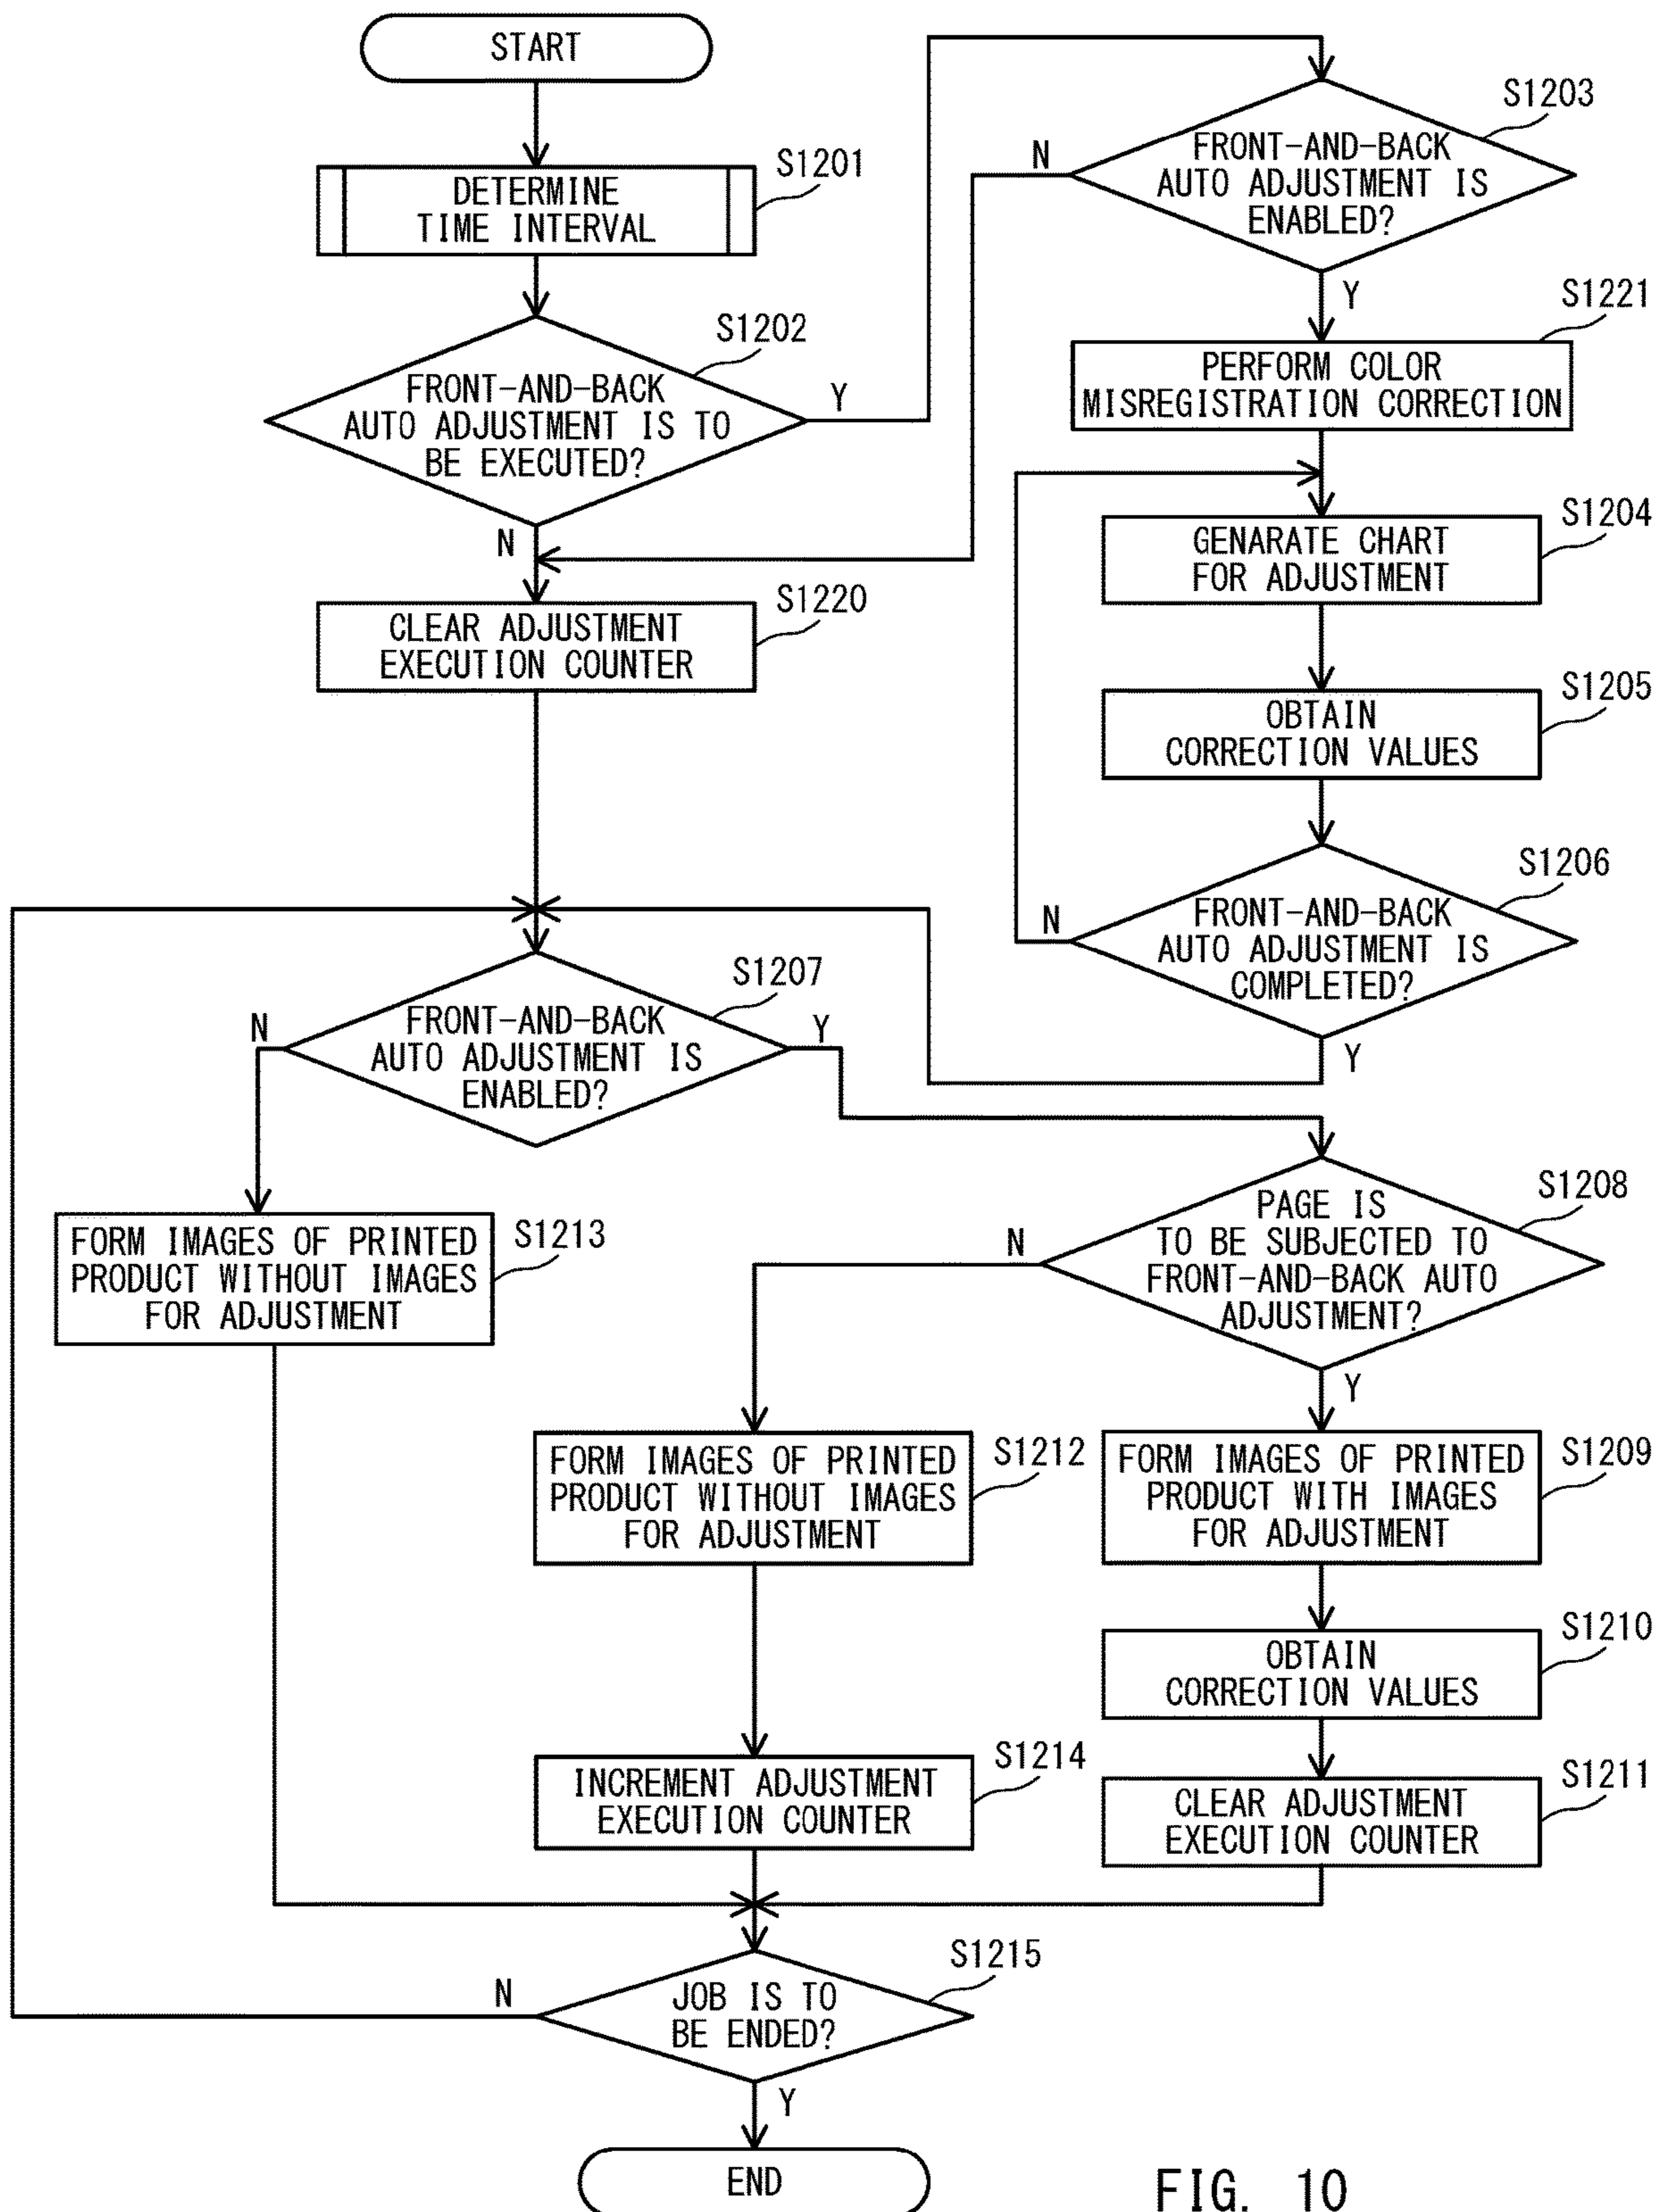 START
S1201
DETERMINE
TIME INTERVAL
S1202
FRONT-AND-BACK
AUTO ADJUSTMENT IS TO
BE EXECUTED?
Y
N
S1203
FRONT-AND-BACK
AUTO ADJUSTMENT IS
ENABLED?
N
Y
S1221
PERFORM COLOR
MISREGISTRATION CORRECTION
S1204
GENARATE CHART
FOR ADJUSTMENT
S1205
OBTAIN
CORRECTION VALUES
S1206
FRONT-AND-BACK
AUTO ADJUSTMENT IS
COMPLETED?
N
Y
S1220
CLEAR ADJUSTMENT
EXECUTION COUNTER
S1207
FRONT-AND-BACK
AUTO ADJUSTMENT IS
ENABLED?
N
Y
S1213
FORM IMAGES OF PRINTED
PRODUCT WITHOUT IMAGES
FOR ADJUSTMENT
S1208
PAGE IS
TO BE SUBJECTED TO
FRONT-AND-BACK AUTO
ADJUSTMENT?
N
Y
S1212
FORM IMAGES OF PRINTED
PRODUCT WITHOUT IMAGES
FOR ADJUSTMENT
S1209
FORM IMAGES OF PRINTED
PRODUCT WITH IMAGES
FOR ADJUSTMENT
S1210
OBTAIN
CORRECTION VALUES
S1214
INCREMENT ADJUSTMENT
EXECUTION COUNTER
S1211
CLEAR ADJUSTMENT
EXECUTION COUNTER
S1215
JOB IS TO
BE ENDED?
N
Y
END
FIG. 10